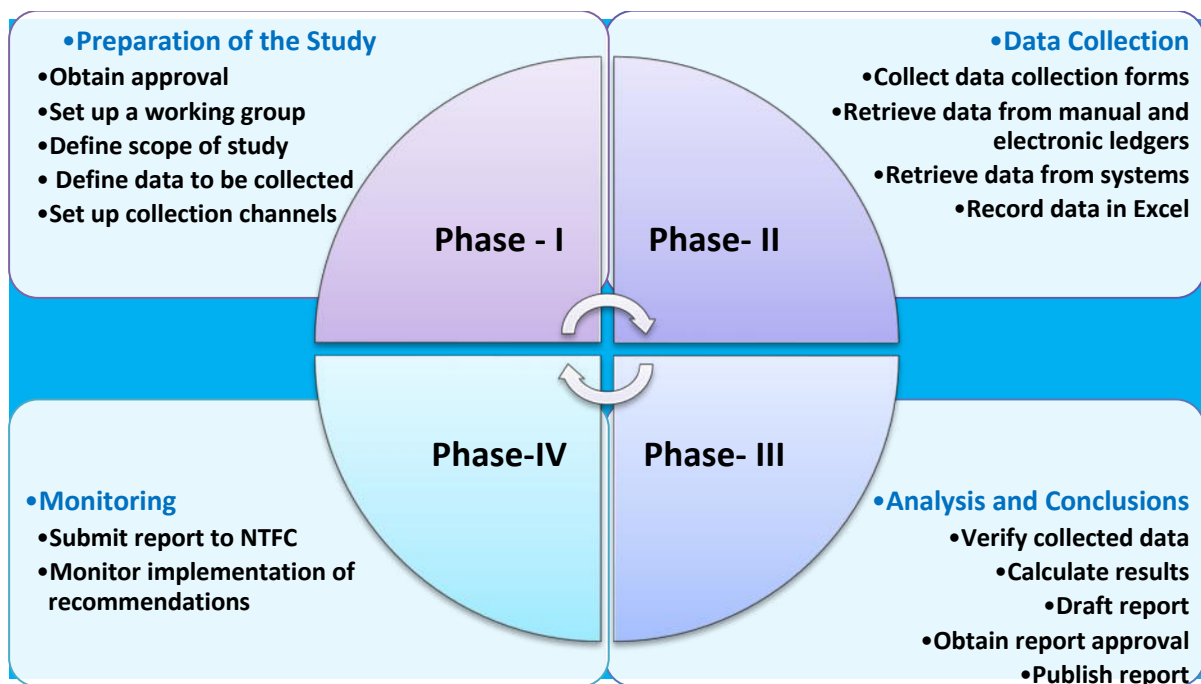 •Preparation of the Study
•Obtain approval
•Set up a working group
•Define scope of study
• Define data to be collected
•Set up collection channels
Phase - I
•Data Collection
•Collect data collection forms
•Retrieve data from manual and
electronic ledgers
•Retrieve data from systems
•Record data in Excel
Phase- II
•Monitoring
•Submit report to NTFC
•Monitor implementation of
recommendations
Phase-IV
Phase- III
•Analysis and Conclusions
•Verify collected data
•Calculate results
•Draft report
•Obtain report approval
•Publish report